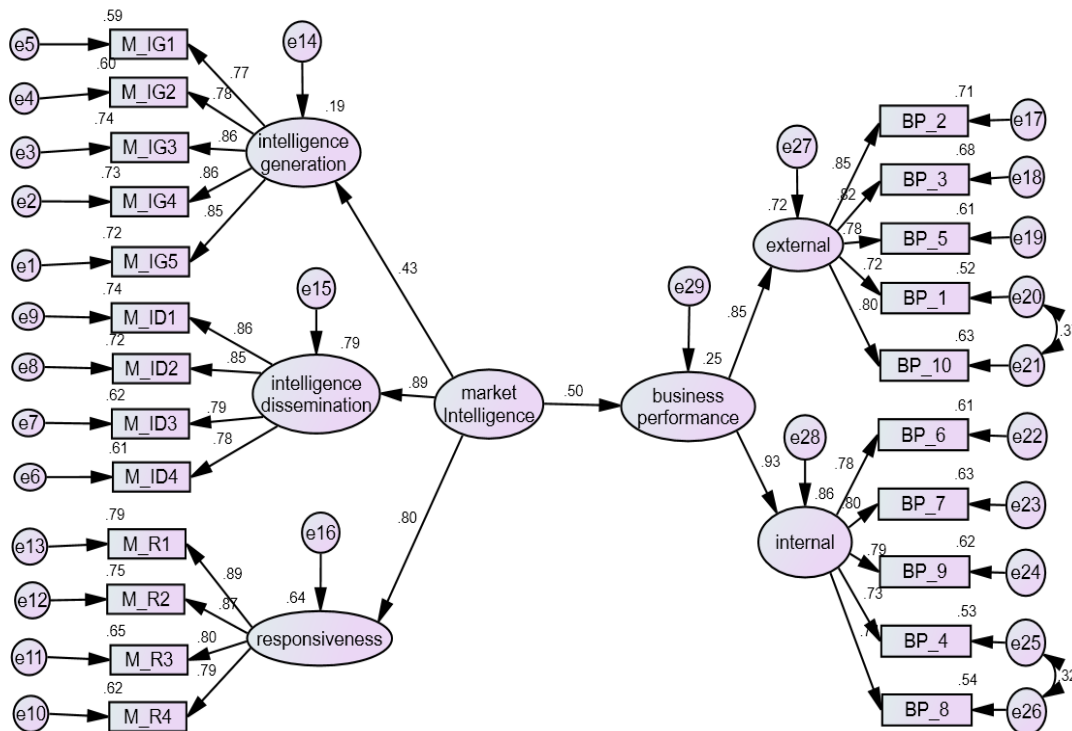 .59
e5
M_IG1
.77
.60
e4
M_IG2
.78
.74
e3
M_IG3
.86
.73
e2
M_IG4
.86
.72
e1
M_IG5
.85
e14
.19
intelligence
generation
.43
.74
e9
M_ID1
.86
.72
e8
M_ID2
.85
.62
e7
M_ID3
.79
.61
e6
M_ID4
.78
e15
.79
intelligence
dissemination
.89
.79
e13
M_R1
.89
.75
e12
M_R2
.87
.65
e11
M_R3
.80
.62
e10
M_R4
.79
e16
.64
responsiveness
.80
market
Intelligence
.50
e29
.25
business
performance
.85
.93
e27
.72
external
.85
.71
BP_2
e17
.82
.68
BP_3
e18
.78
.61
BP_5
e19
.72
.52
BP_1
e20
.80
.63
BP_10
e21
e28
.86
internal
.78
.61
BP_6
e22
.80
.63
BP_7
e23
.79
.62
BP_9
e24
.73
.53
BP_4
e25
.54
BP_8
e26
.32